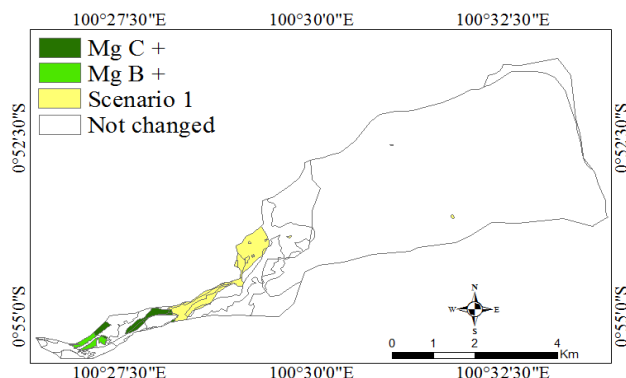 100°27'30"E 100°30'0"E 100°32'30"E
Mg C +
Mg B +
Scenario 1
Not changed
0°52'30"S 0°52'30"S
0°55'0"S 0°55'0"S
N
W E
S
0 1 2 4
Km
100°27'30"E 100°30'0"E 100°32'30"E